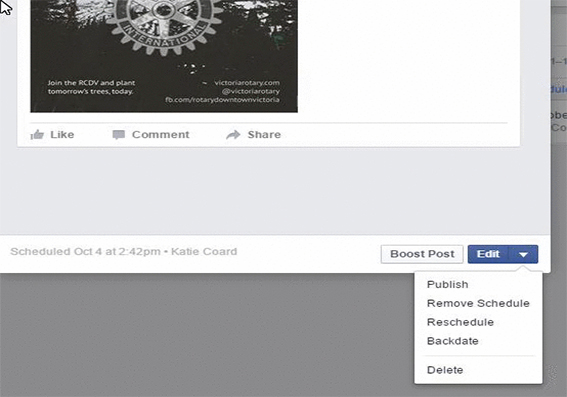 INTERNATIONAL
Join the RCDV and plant
tomorrow's trees, today.
victoriarotary.com
@victoriarotary
fb.com/rotarydowntownvictoria
Like
Comment
Share
Scheduled Oct 4 at 2:42pm • Katie Coard
Boost Post
Edit
Publish
Remove Schedule
Reschedule
Backdate
Delete